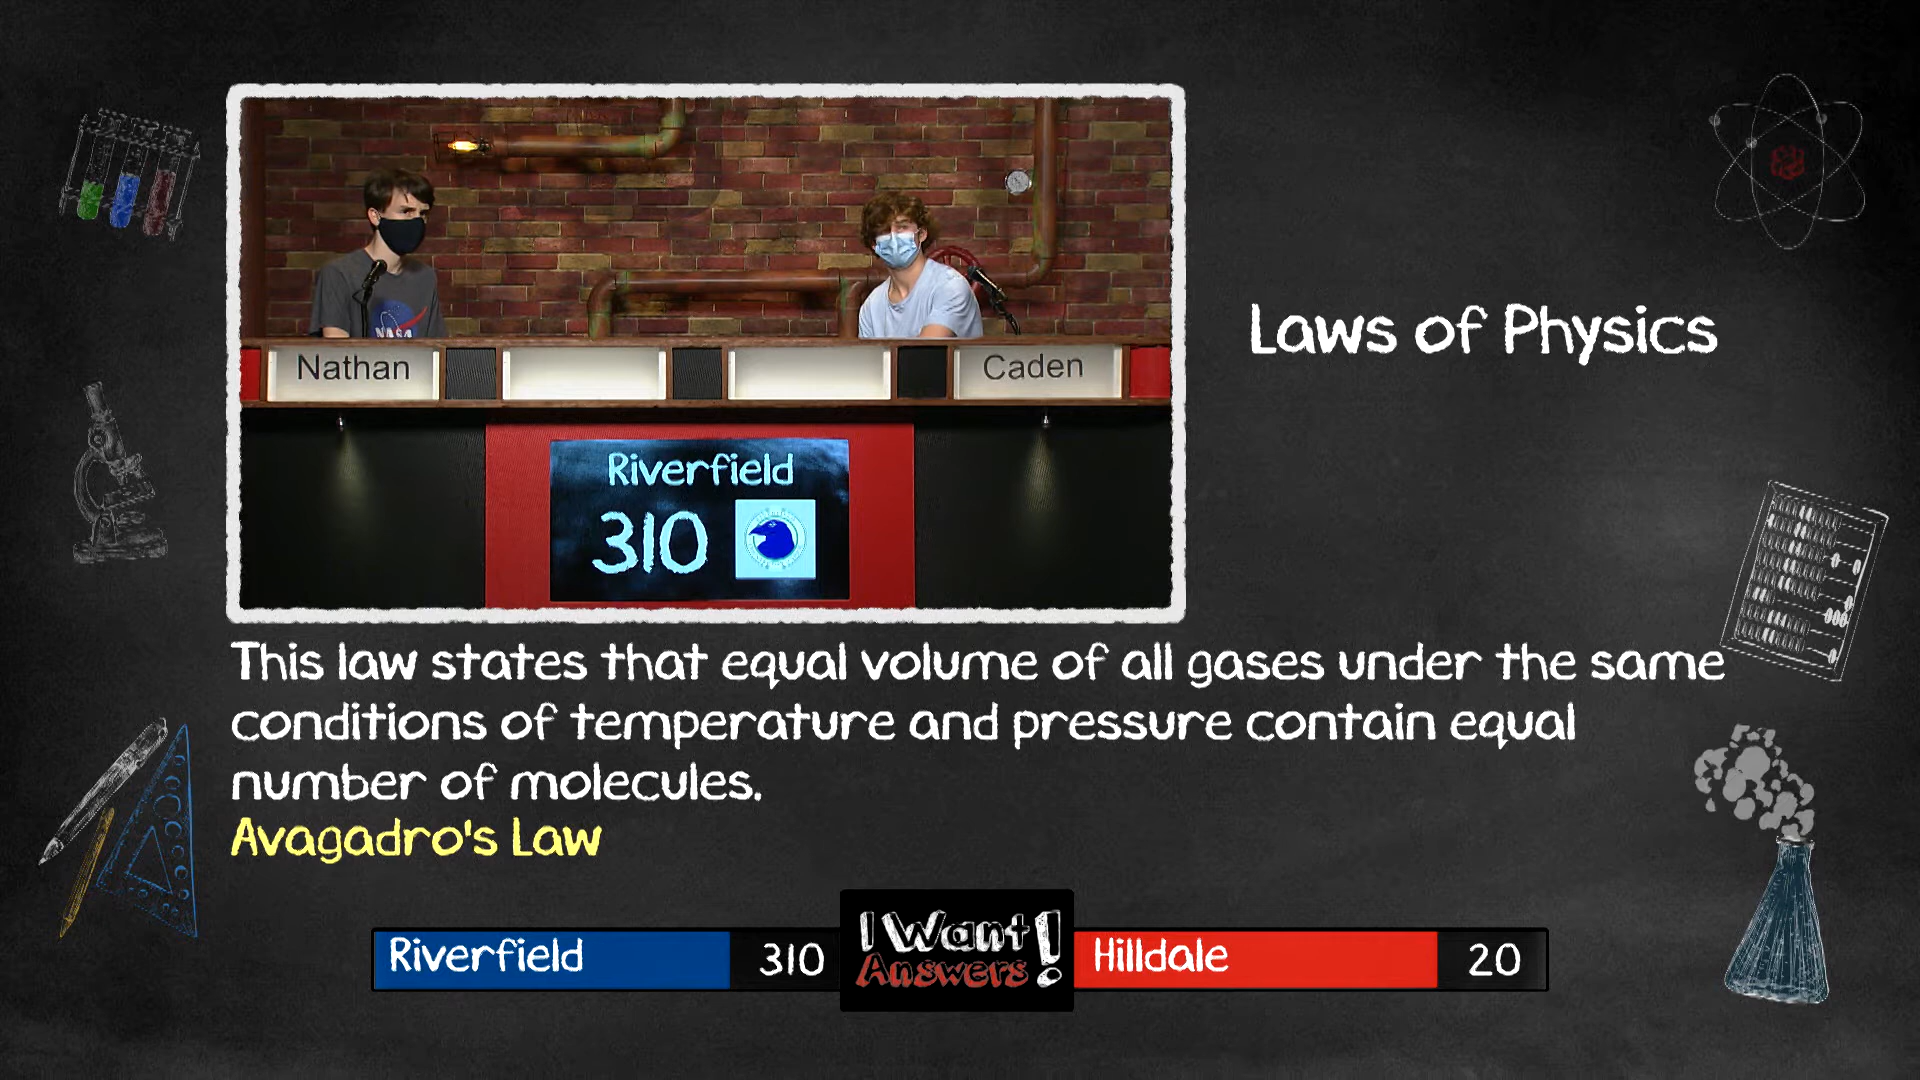 NASA
Nathan
Caden
Riverfield
310
Laws of Physics
This law states that equal volume of all gases under the same
conditions of temperature and pressure contain equal
number of molecules.
Avagadro's Law
Riverfield 310
I Want
Answers!
Hilldale 20